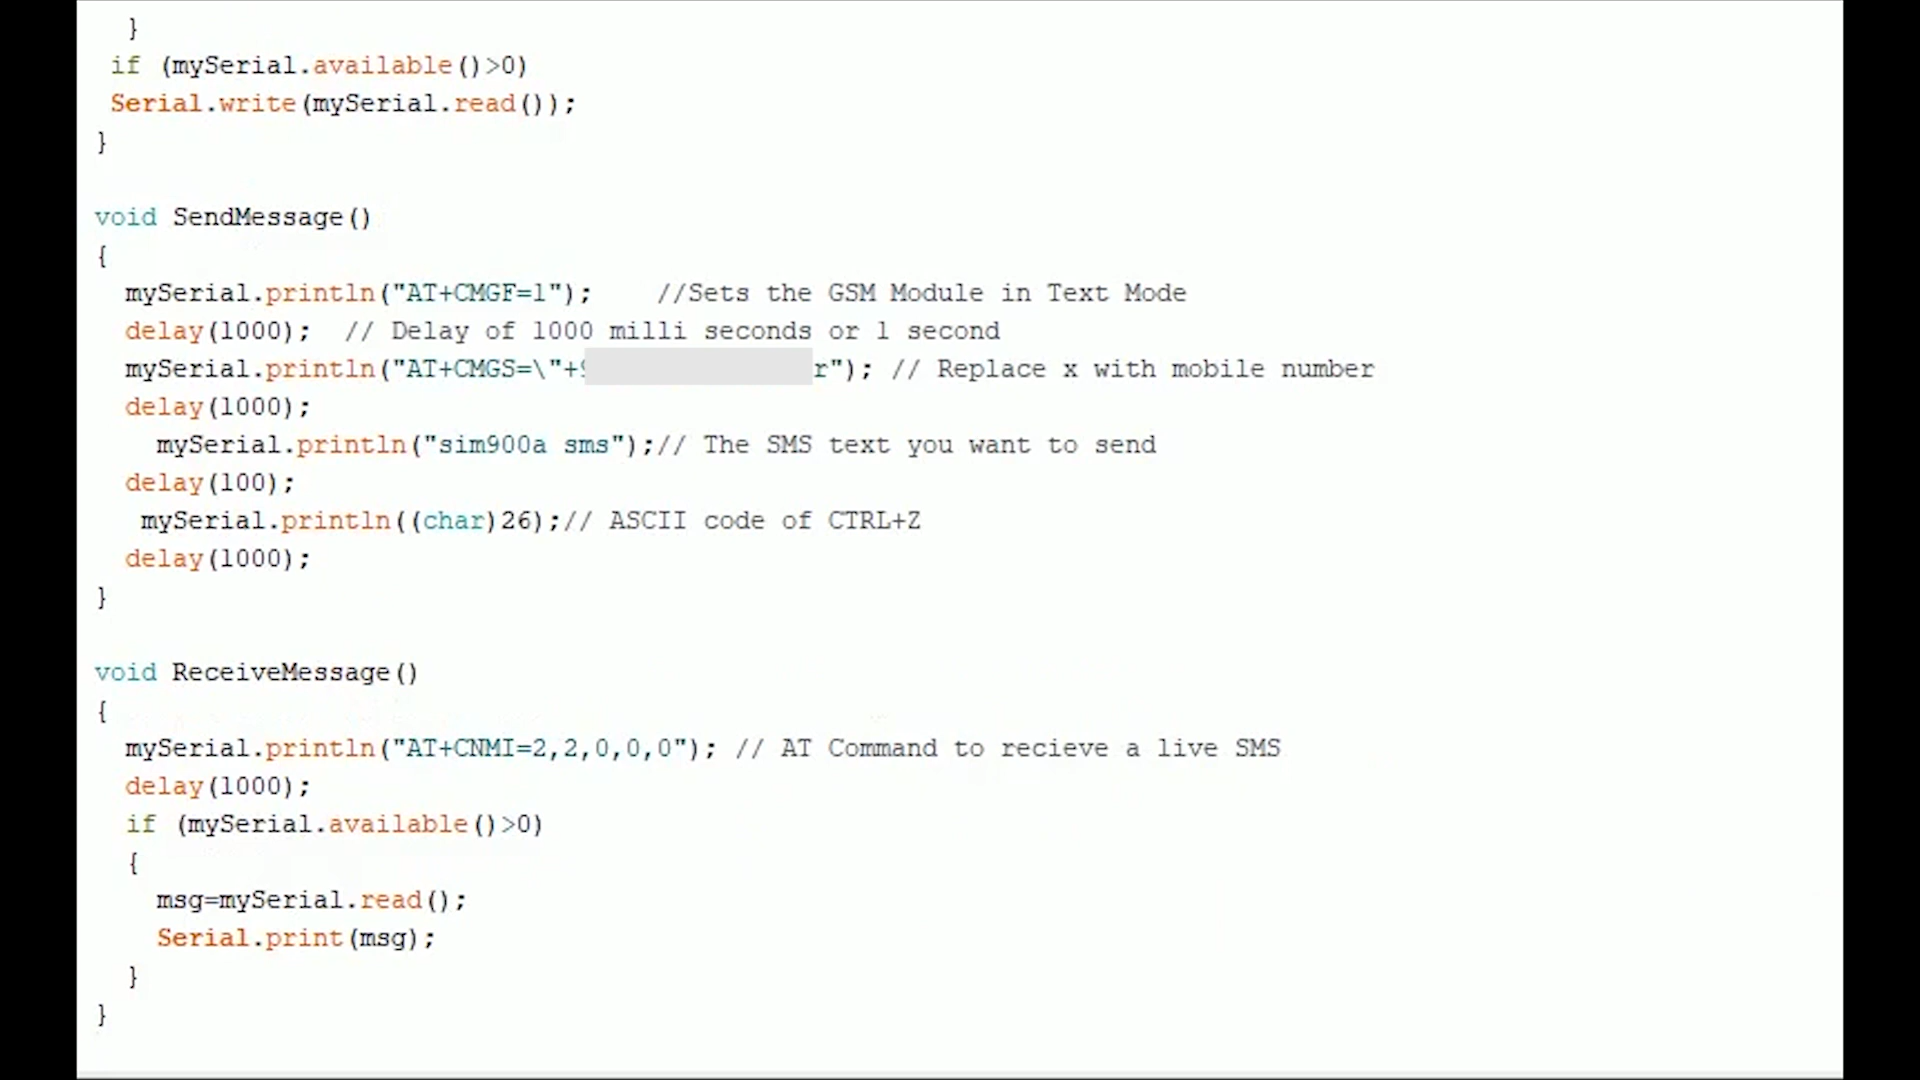 }
if (mySerial.available()>0)
Serial.write(mySerial.read());
}
void SendMessage()
{
mySerial.println("AT+CMGF=1");    //Sets the GSM Module in Text Mode
delay(1000);  // Delay of 1000 milli seconds or 1 second
mySerial.println("AT+CMGS=\"+ r"); // Replace x with mobile number
delay(1000);
mySerial.println("sim900a sms");// The SMS text you want to send
delay(100);
mySerial.println((char)26);// ASCII code of CTRL+Z
delay(1000);
}
void ReceiveMessage()
{
mySerial.println("AT+CNMI=2,2,0,0,0"); // AT Command to recieve a live SMS
delay(1000);
if (mySerial.available()>0)
{
msg=mySerial.read();
Serial.print(msg);
}
}